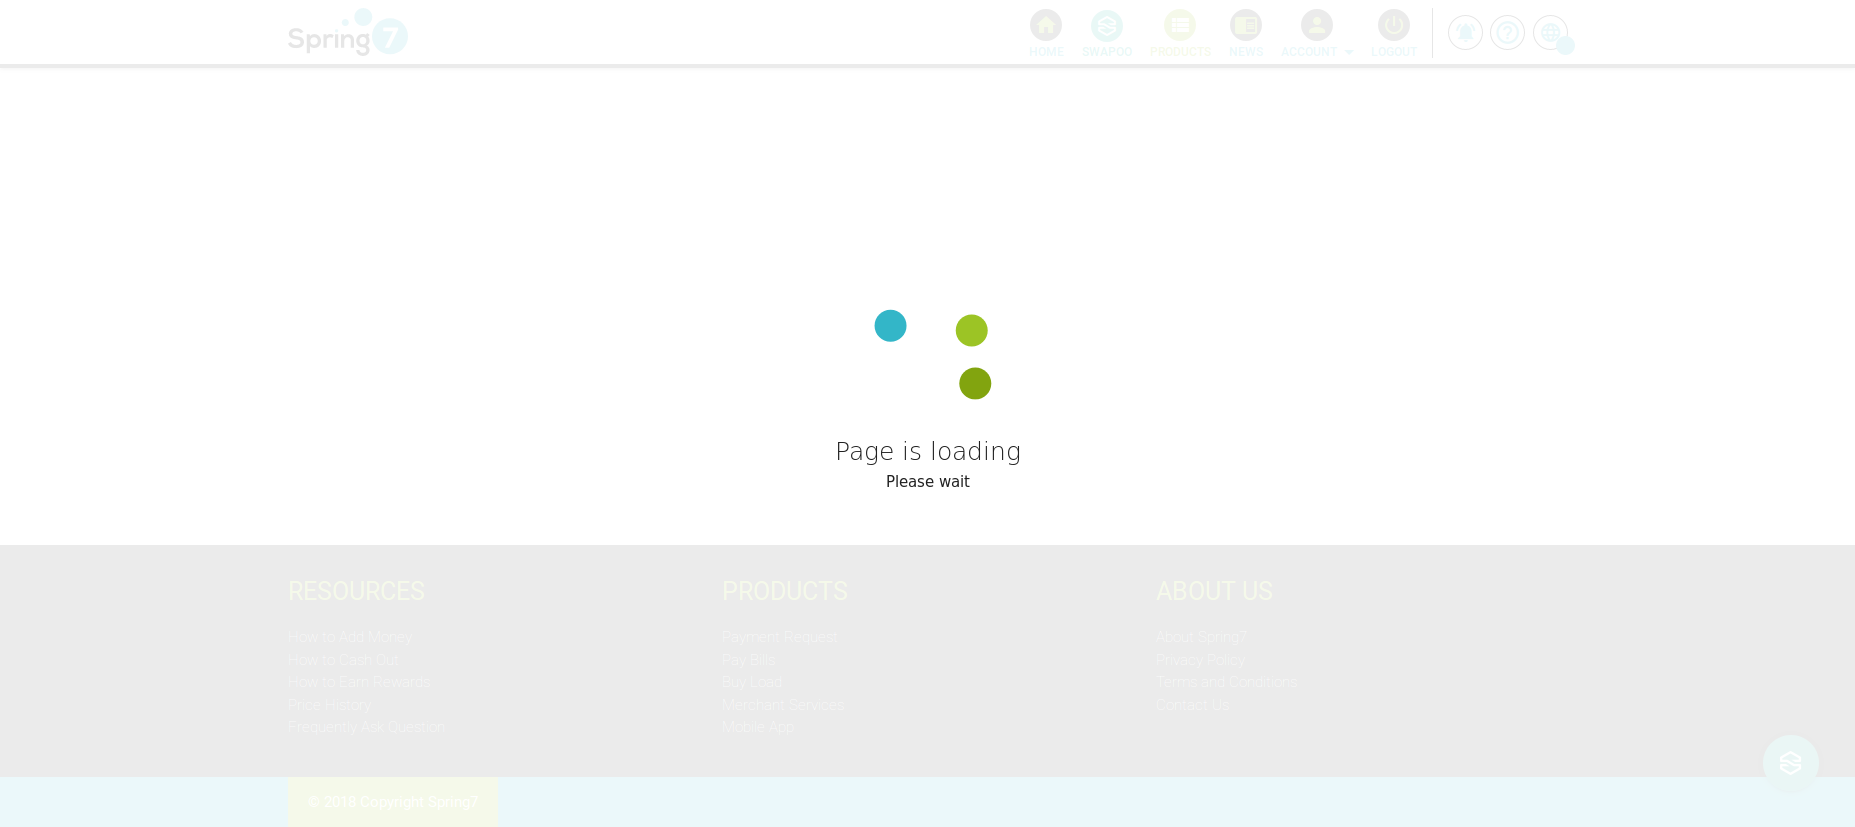 Spring7
HOME SWAPOO PRODUCTS NEWS ACCOUNT LOGOUT
Page is loading
Please wait
RESOURCES
How to Add Money
How to Cash Out
How to Earn Rewards
Price History
Frequently Ask Question
PRODUCTS
Payment Request
Pay Bills
Buy Load
Merchant Services
Mobile App
ABOUT US
About Spring7
Privacy Policy
Terms and Conditions
Contact Us
© 2018 Copyright Spring7